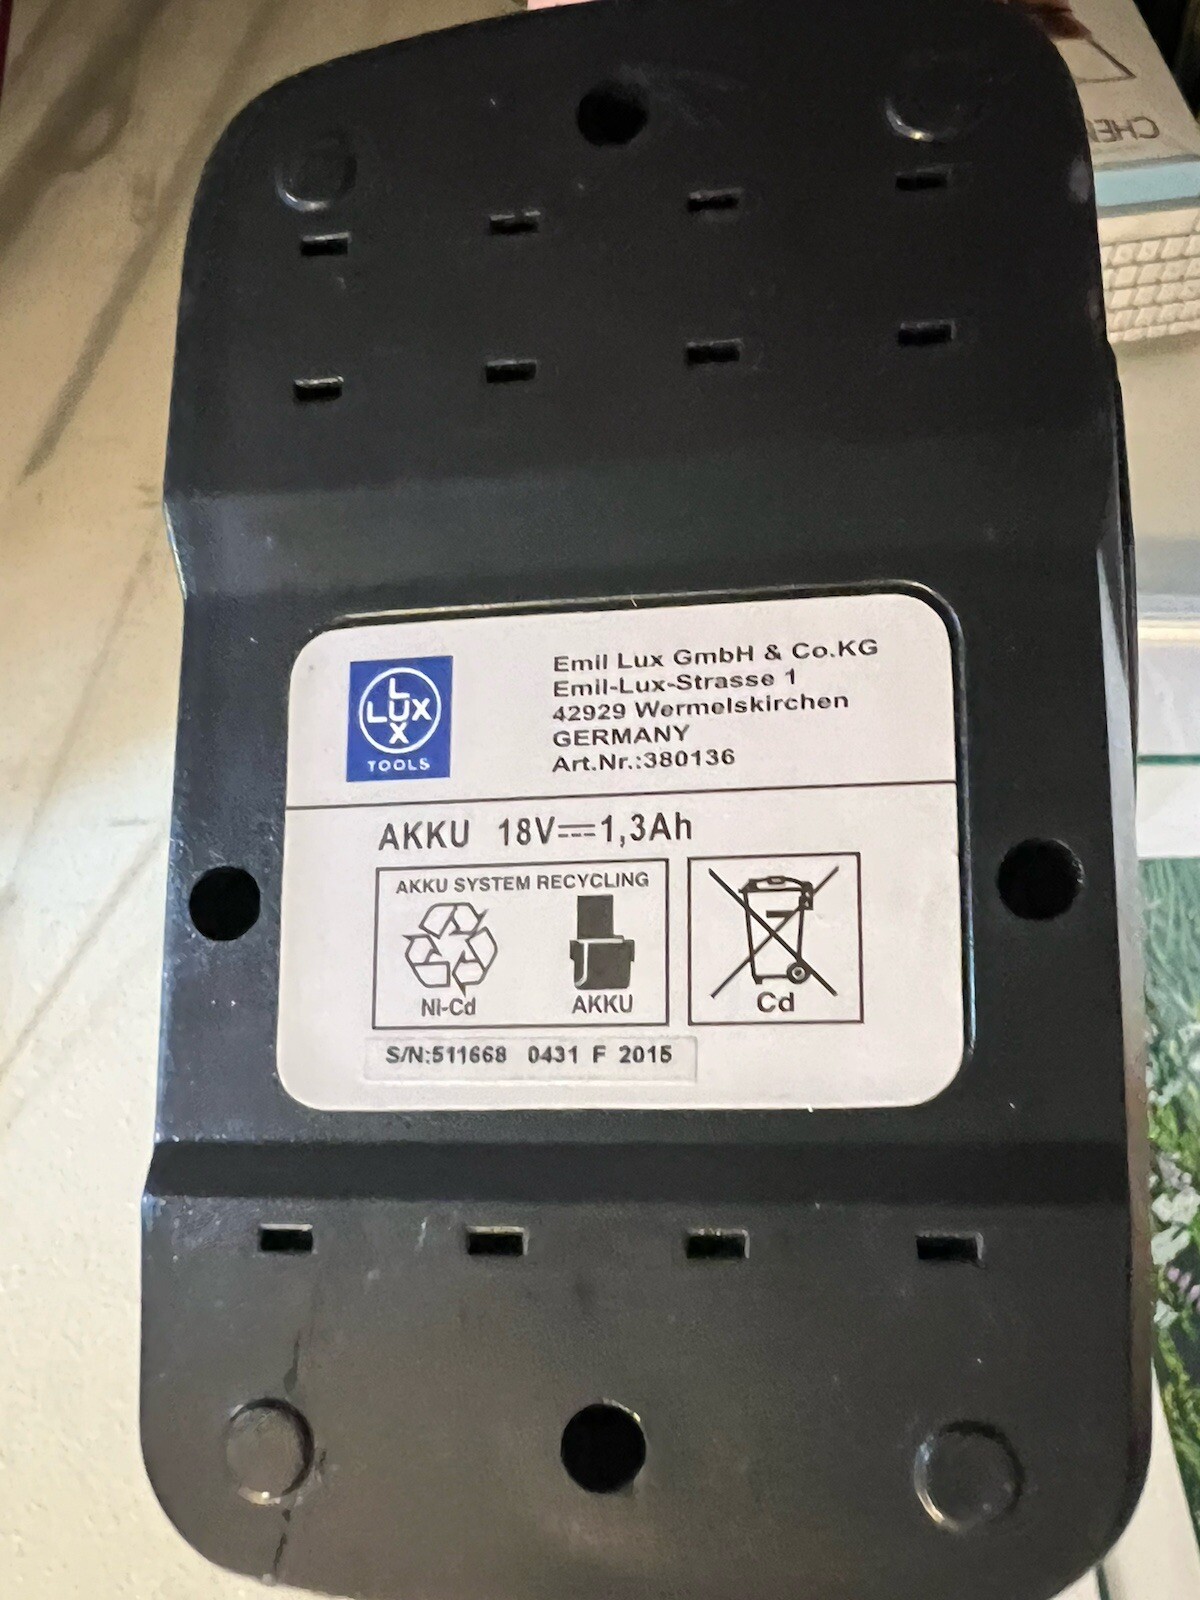 CHE
LUX
LUX
TOOLS
Emil Lux GmbH & Co.KG
Emil-Lux-Strasse 1
42929 Wermelskirchen
GERMANY
Art.Nr.:380136
AKKU 18V⎓1,3Ah
AKKU SYSTEM RECYCLING
Ni-Cd
AKKU
Cd
S/N:511668 0431 F 2015